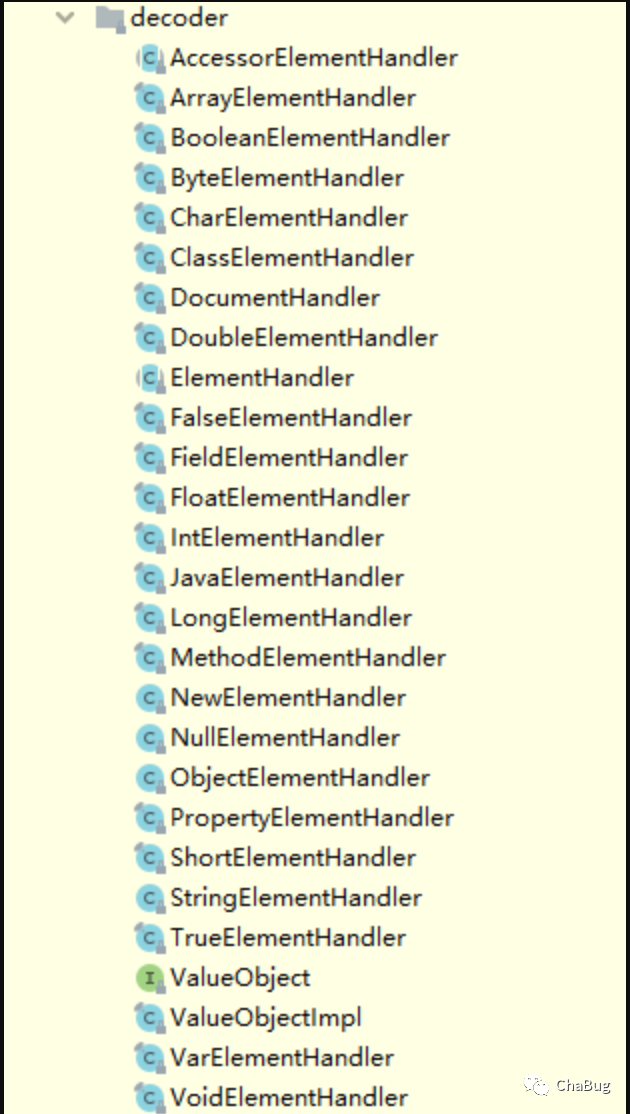 decoder
AccessorElementHandler
ArrayElementHandler
BooleanElementHandler
ByteElementHandler
CharElementHandler
ClassElementHandler
DocumentHandler
DoubleElementHandler
ElementHandler
FalseElementHandler
FieldElementHandler
FloatElementHandler
IntElementHandler
JavaElementHandler
LongElementHandler
MethodElementHandler
NewElementHandler
NullElementHandler
ObjectElementHandler
PropertyElementHandler
ShortElementHandler
StringElementHandler
TrueElementHandler
ValueObject
ValueObjectImpl
VarElementHandler
VoidElementHandler
ChaBug